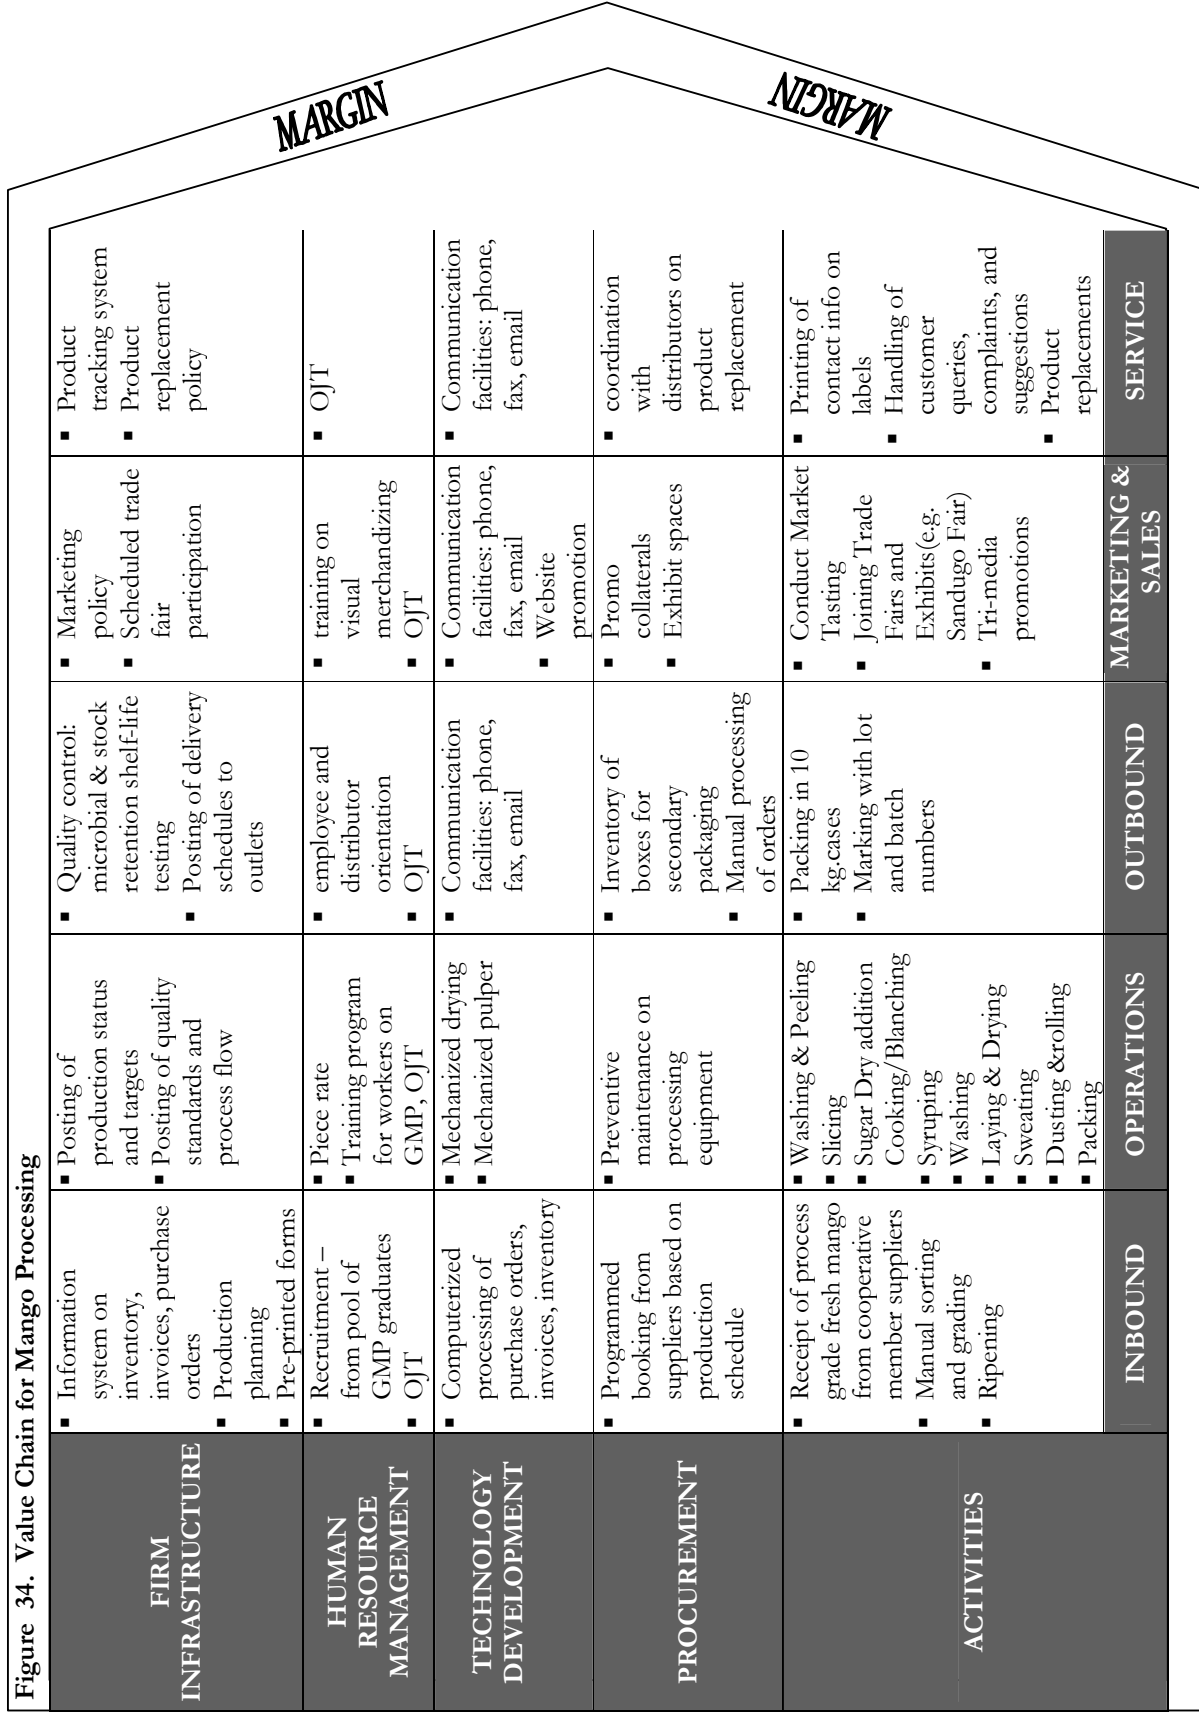 Figure 34. Value Chain for Mango Processing
FIRM
INFRASTRUCTURE
▪ Information
system on
inventory,
invoices, purchase
orders
▪ Production
planning
▪ Pre-printed forms
▪ Posting of
production status
and targets
▪ Posting of quality
standards and
process flow
▪ Quality control:
microbial & stock
retention shelf-life
testing
▪ Posting of delivery
schedules to
outlets
▪ Marketing
policy
▪ Scheduled trade
fair
participation
▪ Product
tracking system
▪ Product
replacement
policy
HUMAN
RESOURCE
MANAGEMENT
▪ Recruitment –
from pool of
GMP graduates
▪ OJT
▪ Piece rate
▪ Training program
for workers on
GMP, OJT
▪ employee and
distributor
orientation
▪ OJT
▪ training on
visual
merchandizing
▪ OJT
▪ OJT
TECHNOLOGY
DEVELOPMENT
▪ Computerized
processing of
purchase orders,
invoices, inventory
▪ Mechanized drying
▪ Mechanized pulper
▪ Communication
facilities: phone,
fax, email
▪ Communication
facilities: phone,
fax, email
▪ Website
promotion
▪ Communication
facilities: phone,
fax, email
PROCUREMENT
▪ Programmed
booking from
suppliers based on
production
schedule
▪ Preventive
maintenance on
processing
equipment
▪ Inventory of
boxes for
secondary
packaging
▪ Manual processing
of orders
▪ Promo
collaterals
▪ Exhibit spaces
▪ coordination
with
distributors on
product
replacement
ACTIVITIES
▪ Receipt of process
grade fresh mango
from cooperative
member suppliers
▪ Manual sorting
and grading
▪ Ripening
▪ Washing & Peeling
▪ Slicing
▪ Sugar Dry addition
Cooking/Blanching
▪ Syruping
▪ Washing
▪ Laying & Drying
▪ Sweating
▪ Dusting &rolling
▪ Packing
▪ Packing in 10
kg.cases
▪ Marking with lot
and batch
numbers
▪ Conduct Market
Tasting
▪ Joining Trade
Fairs and
Exhibits(e.g.
Sandugo Fair)
▪ Tri-media
promotions
▪ Printing of
contact info on
labels
▪ Handling of
customer
queries,
complaints, and
suggestions
▪ Product
replacements
INBOUND
OPERATIONS
OUTBOUND
MARKETING &
SALES
SERVICE
MARGIN
MARGIN